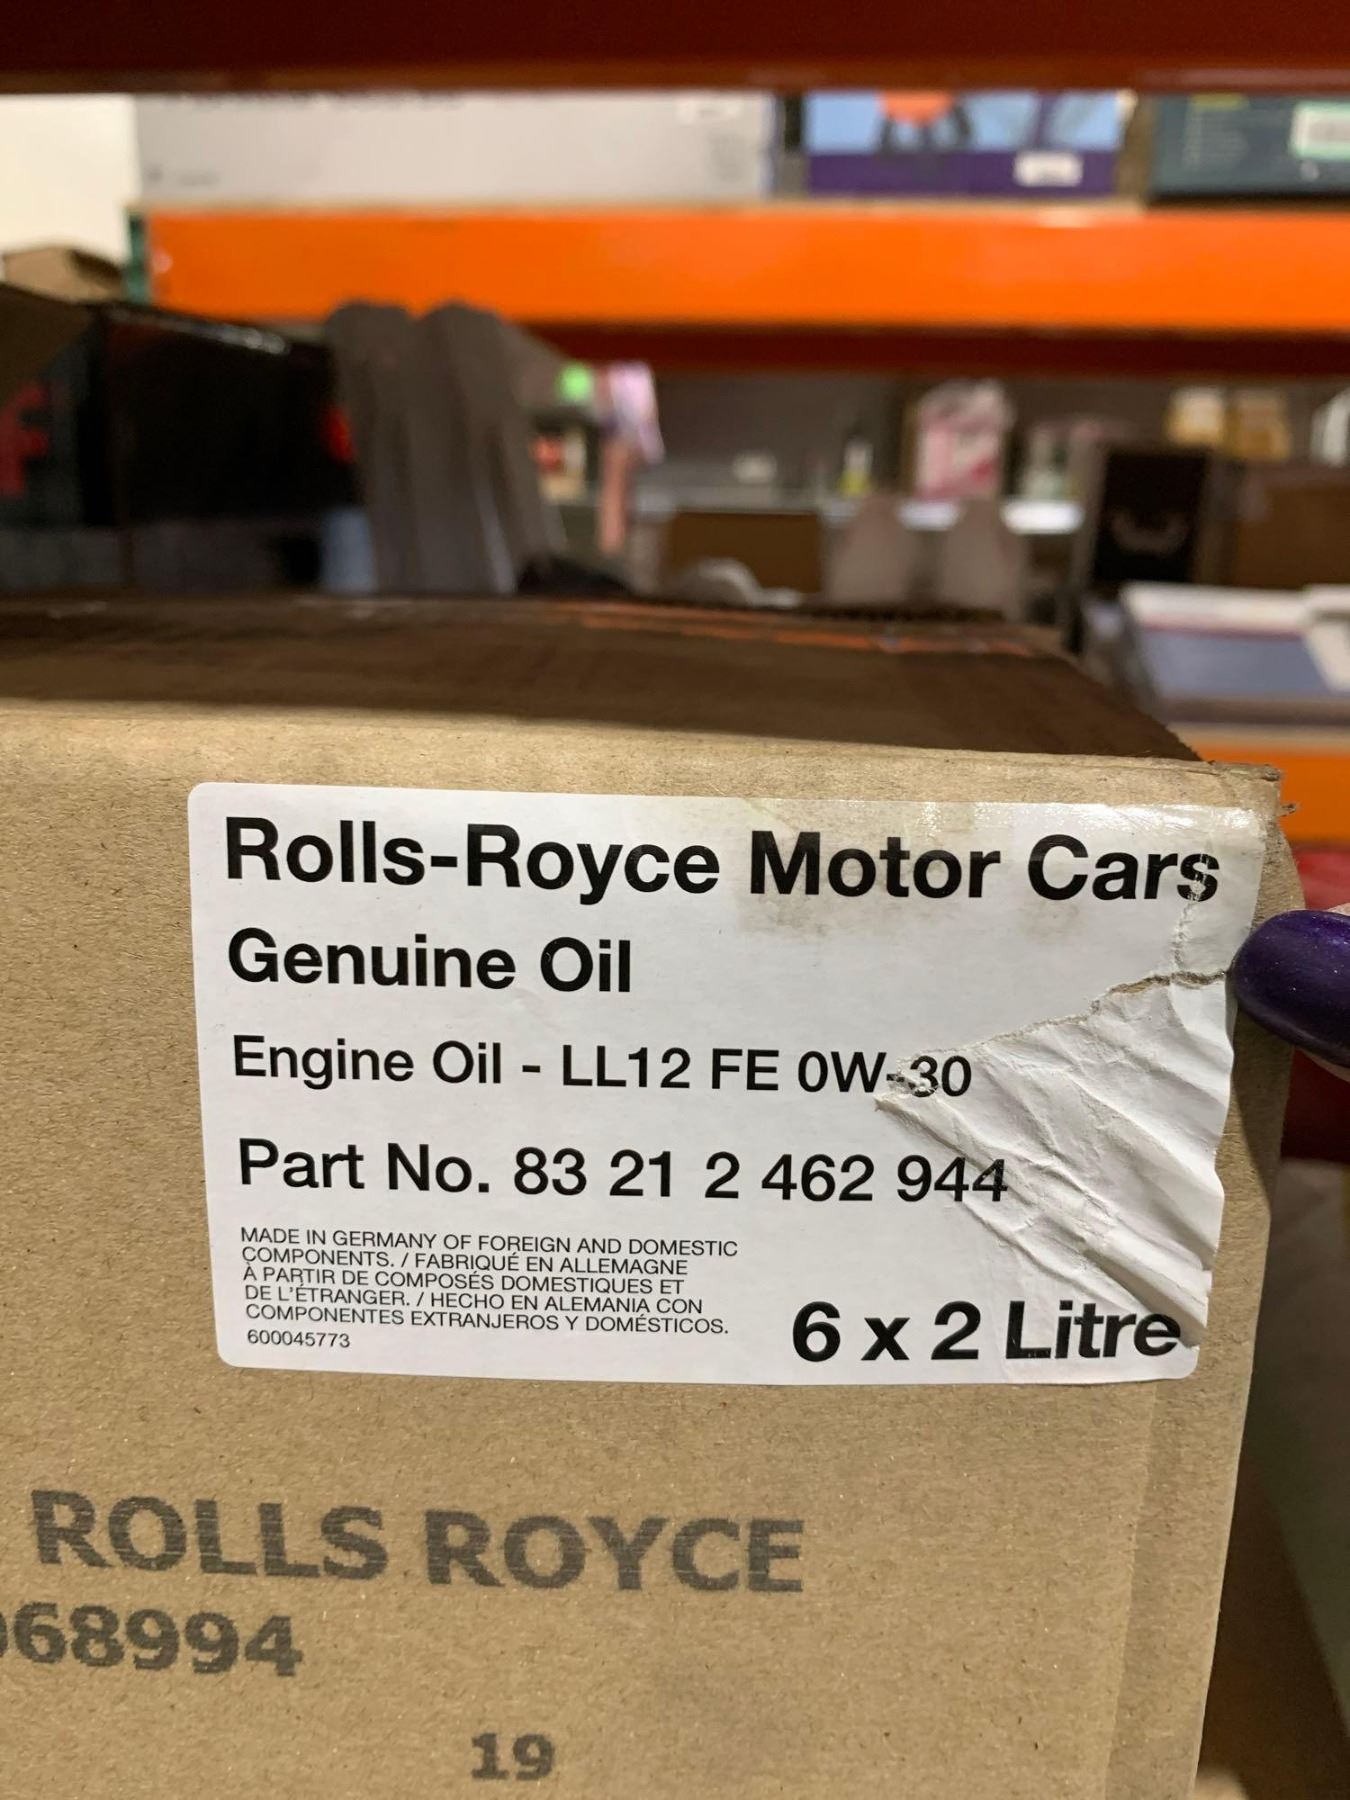 Rolls-Royce Motor Cars
Genuine Oil
Engine Oil - LL12 FE 0W-30
Part No. 83 21 2 462 944
MADE IN GERMANY OF FOREIGN AND DOMESTIC
COMPONENTS. / FABRIQUÉ EN ALLEMAGNE
À PARTIR DE COMPOSÉS DOMESTIQUES ET
DE L'ÉTRANGER. / HECHO EN ALEMANIA CON
COMPONENTES EXTRANJEROS Y DOMÉSTICOS.
600045773
6 x 2 Litre
ROLLS ROYCE
68994
19